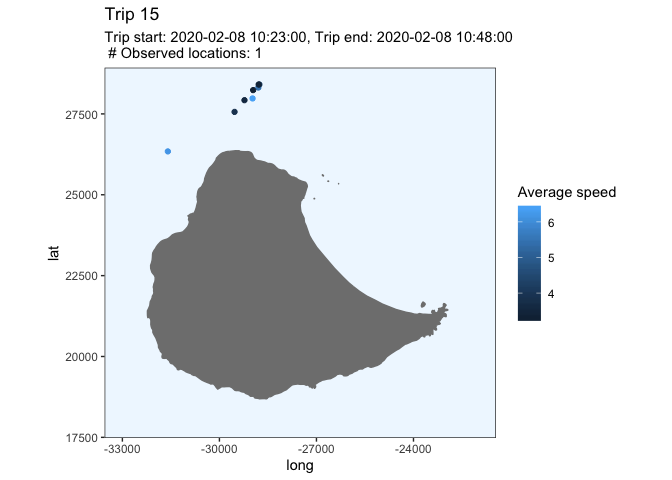 Trip 15
Trip start: 2020-02-08 10:23:00, Trip end: 2020-02-08 10:48:00
# Observed locations: 1
27500
25000
22500
20000
17500
lat
-33000
-30000
-27000
-24000
long
Average speed
6
5
4